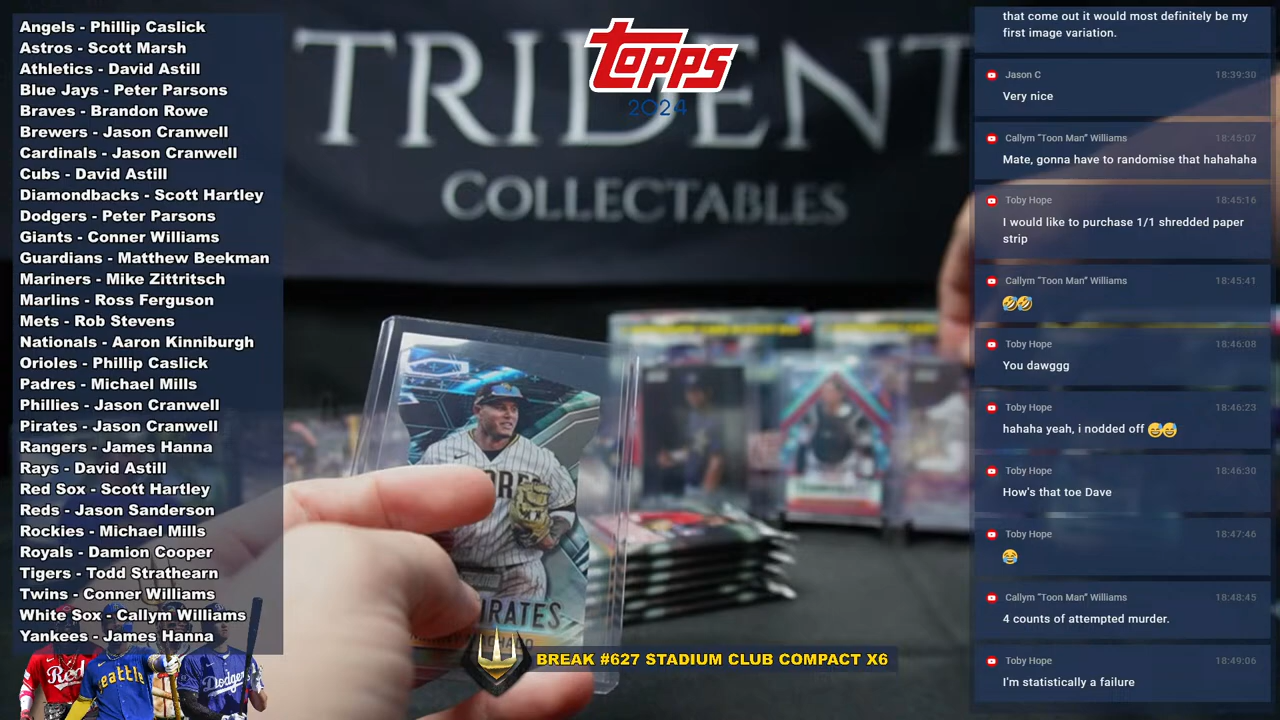 Angels - Phillip Caslick
Astros - Scott Marsh
Athletics - David Astill
Blue Jays - Peter Parsons
Braves - Brandon Rowe
Brewers - Jason Cranwell
Cardinals - Jason Cranwell
Cubs - David Astill
Diamondbacks - Scott Hartley
Dodgers - Peter Parsons
Giants - Conner Williams
Guardians - Matthew Beekman
Mariners - Mike Zittritsch
Marlins - Ross Ferguson
Mets - Rob Stevens
Nationals - Aaron Kinniburgh
Orioles - Phillip Caslick
Padres - Michael Mills
Phillies - Jason Cranwell
Pirates - Jason Cranwell
Rangers - James Hanna
Rays - David Astill
Red Sox - Scott Hartley
Reds - Jason Sanderson
Rockies - Michael Mills
Royals - Damion Cooper
Tigers - Todd Strathearn
Twins - Conner Williams
White Sox - Callym Williams
Yankees - James Hanna
Topps
2024
TRIDENT
COLLECTABLES
BREAK #627 STADIUM CLUB COMPACT X6
that come out it would most definitely be my
first image variation.
Jason C 18:39:30
Very nice
Callym “Toon Man” Williams 18:45:07
Mate, gonna have to randomise that hahahaha
Toby Hope 18:45:16
I would like to purchase 1/1 shredded paper
strip
Callym “Toon Man” Williams 18:45:41
🤣🤣
Toby Hope 18:46:08
You dawggg
Toby Hope 18:46:23
hahaha yeah, i nodded off 😅😅
Toby Hope 18:46:30
How's that toe Dave
Toby Hope 18:47:46
😂
Callym “Toon Man” Williams 18:48:45
4 counts of attempted murder.
Toby Hope 18:49:06
I'm statistically a failure
seattle
Dodgers